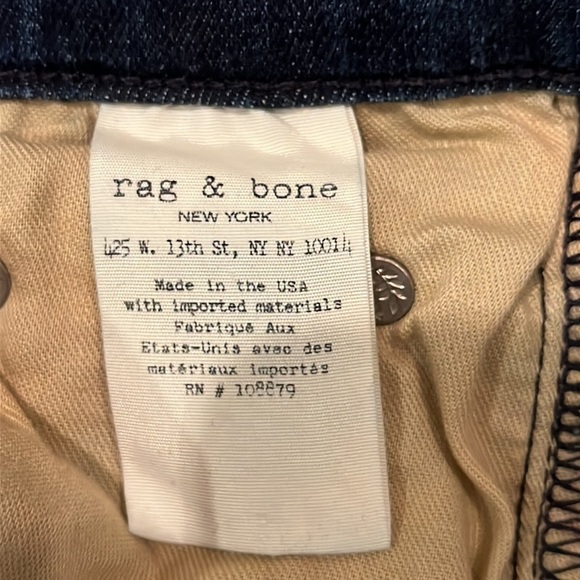 rag & bone
NEW YORK
425 W. 13th St, NY NY 10014
Made in the USA
with imported materials
Fabriqué Aux
Etats-Unis avec des
matériaux importés
RN # 108879